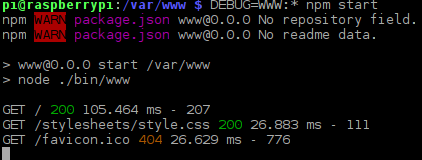 pi@raspberrypi:/var/www $ DEBUG=WWW:* npm start
npm WARN package.json www@0.0.0 No repository field.
npm WARN package.json www@0.0.0 No readme data.
> www@0.0.0 start /var/www
> node ./bin/www
GET / 200 105.464 ms - 207
GET /stylesheets/style.css 200 26.883 ms - 111
GET /favicon.ico 404 26.629 ms - 776